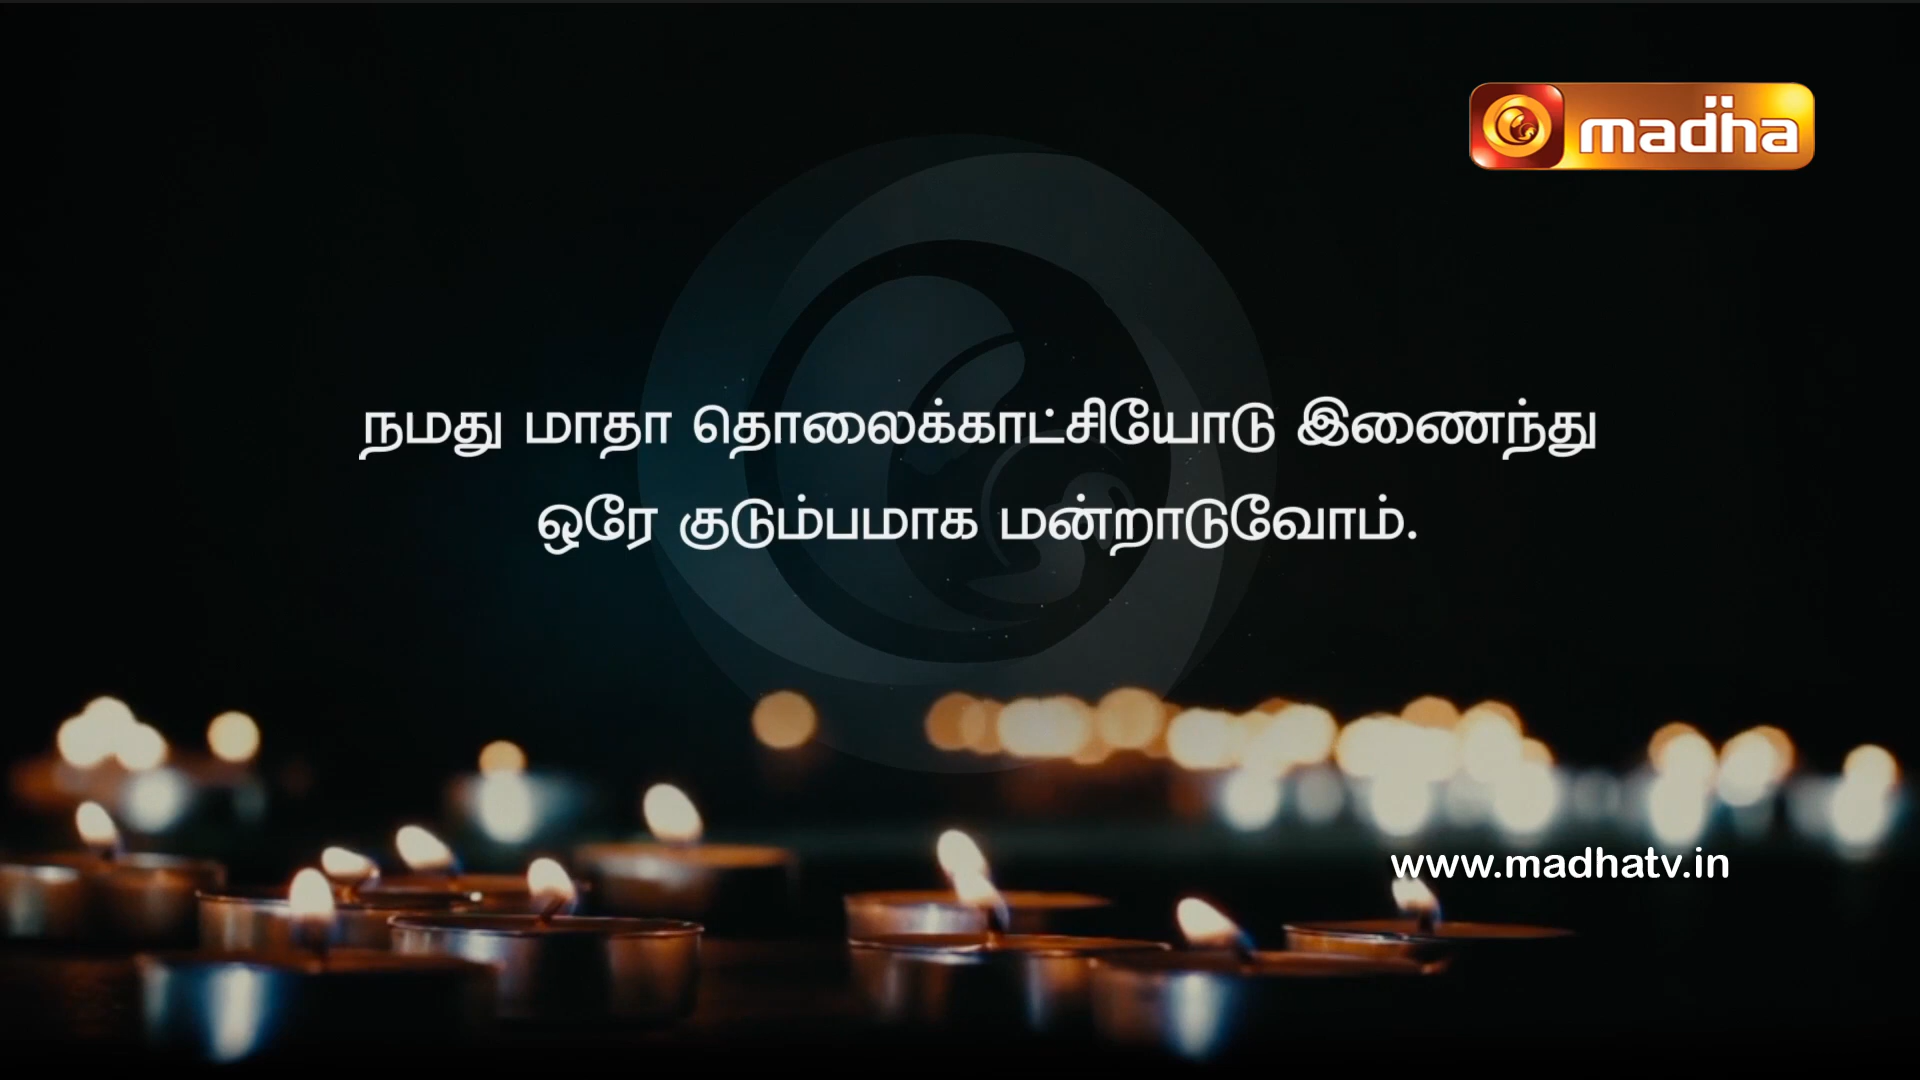 madha
நமது மாதா தொலைக்காட்சியோடு இணைந்து
ஒரே குடும்பமாக மன்றாடுவோம்.
www.madhatv.in